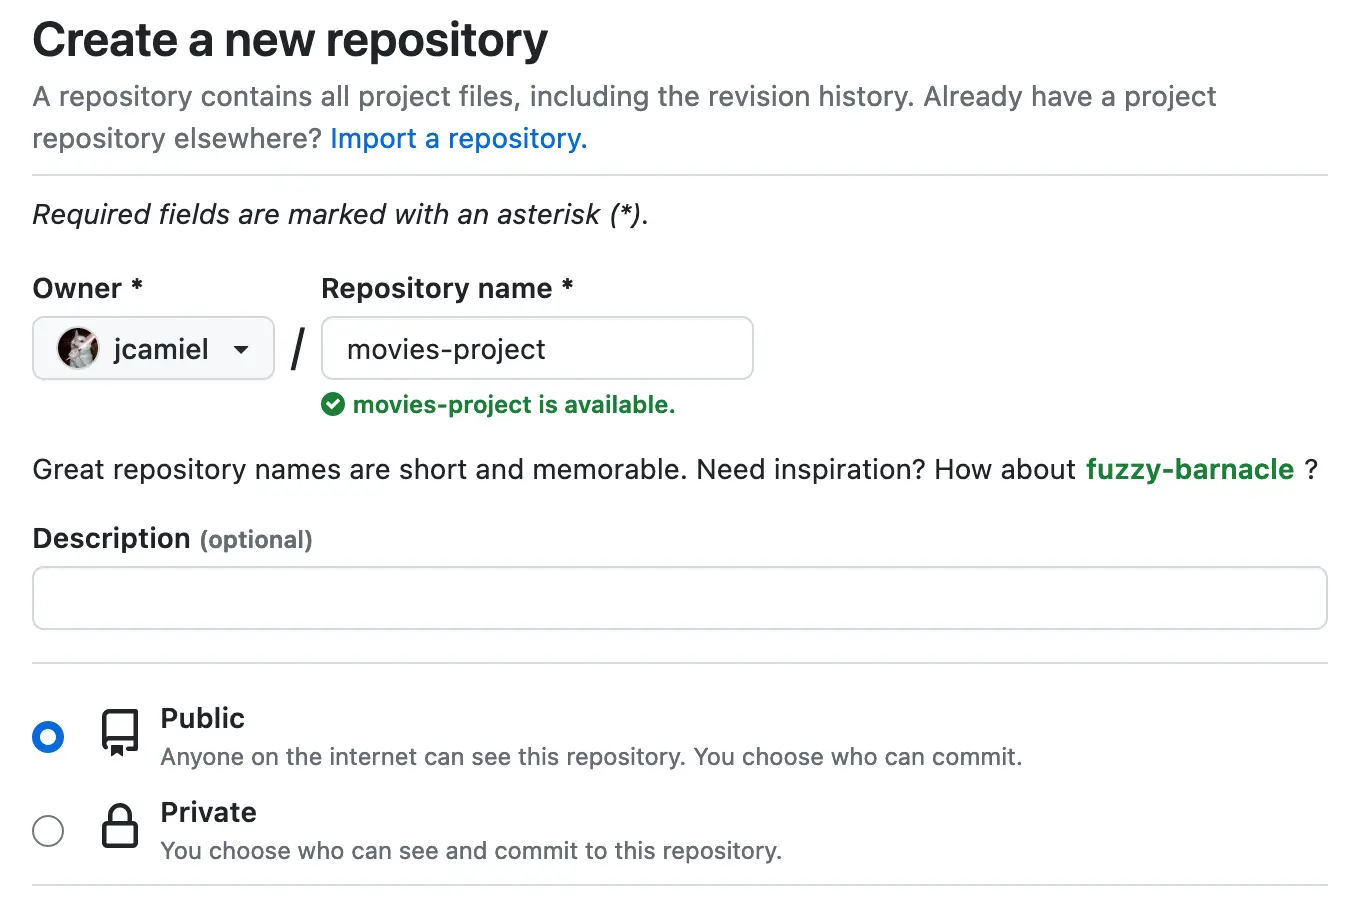 Create a new repository
A repository contains all project files, including the revision history. Already have a project
repository elsewhere? Import a repository.
Required fields are marked with an asterisk (*).
Owner *
Repository name *
jcamiel
/
movies-project
movies-project is available.
Great repository names are short and memorable. Need inspiration? How about fuzzy-barnacle ?
Description (optional)
Public
Anyone on the internet can see this repository. You choose who can commit.
Private
You choose who can see and commit to this repository.